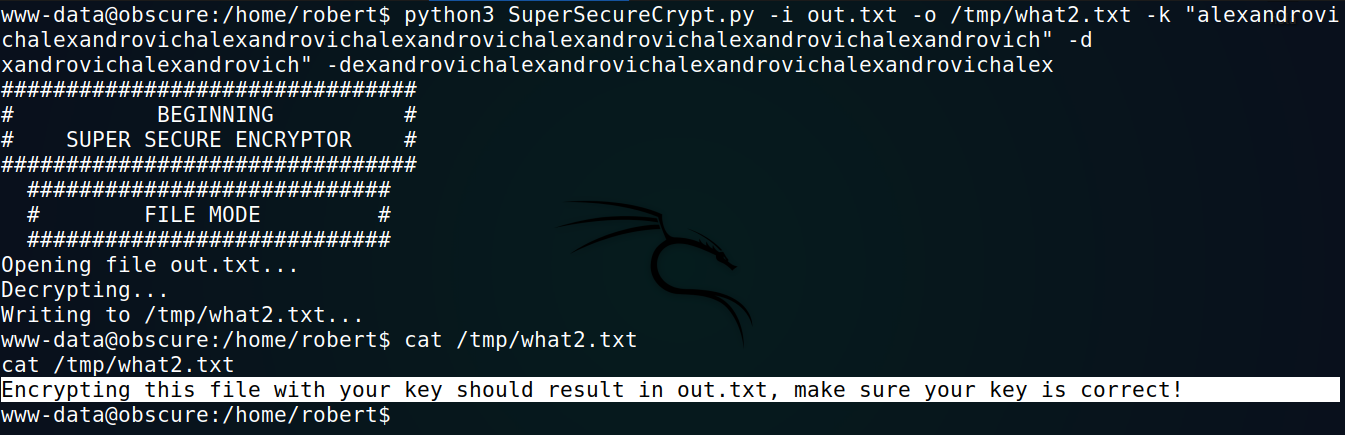 www-data@obscure:/home/robert$ python3 SuperSecureCrypt.py -i out.txt -o /tmp/what2.txt -k "alexandrovi
chalexandrovichalexandrovichalexandrovichalexandrovichalexandrovich" -d
xandrovichalexandrovich" -dexandrovichalexandrovichalexandrovichalex
################################
#           BEGINNING          #
#    SUPER SECURE ENCRYPTOR    #
################################
  ############################
  #        FILE MODE         #
  ############################
Opening file out.txt...
Decrypting...
Writing to /tmp/what2.txt...
www-data@obscure:/home/robert$ cat /tmp/what2.txt
cat /tmp/what2.txt
Encrypting this file with your key should result in out.txt, make sure your key is correct!
www-data@obscure:/home/robert$